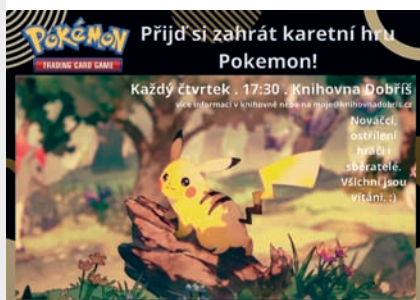 POKÉMON
TRADING CARD GAME
Přijď si zahrát karetní hru
Pokemon!
Každý čtvrtek . 17:30 . Knihovna Dobříš
více informací v knihovně nebo na moje@knihovnadobris.cz
Nováčci,
ostřílení
hráči i
sběratelé.
Všichni jsou
vítáni. :)